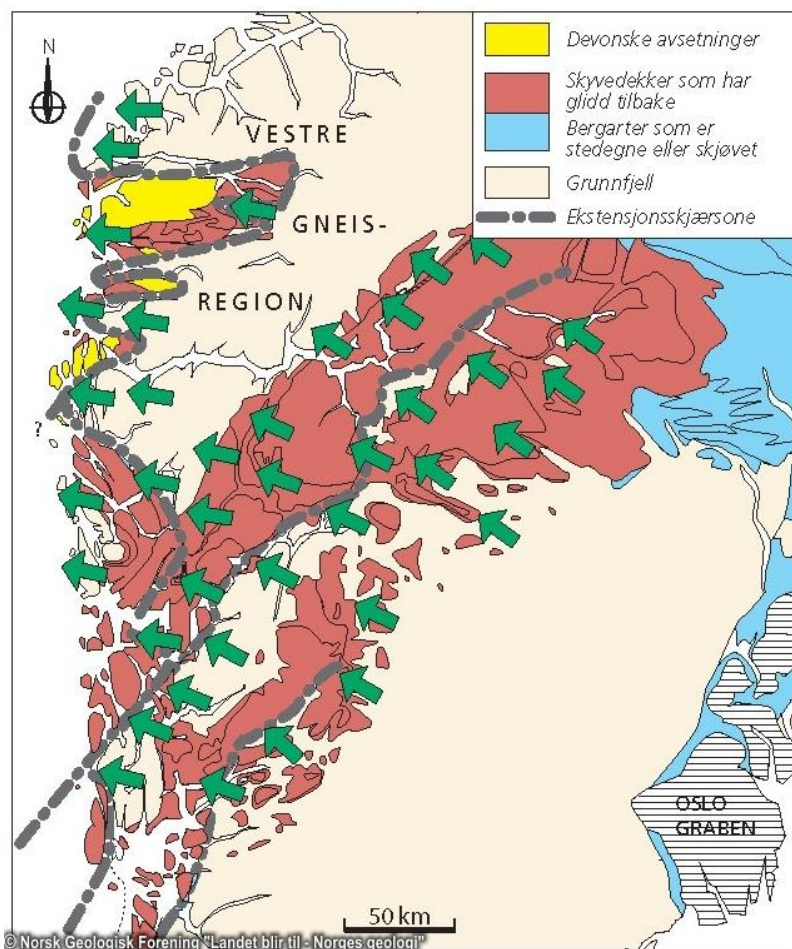 N
Devonske avsetninger
Skyvedekker som har
glidd tilbake
Bergarter som er
stedegne eller skjøvet
Grunnfjell
Ekstensjonsskjærsone
VESTRE
GNEIS-
REGION
?
OSLO
GRABEN
50 km
© Norsk Geologisk Forening "Landet blir til - Norges geologi"